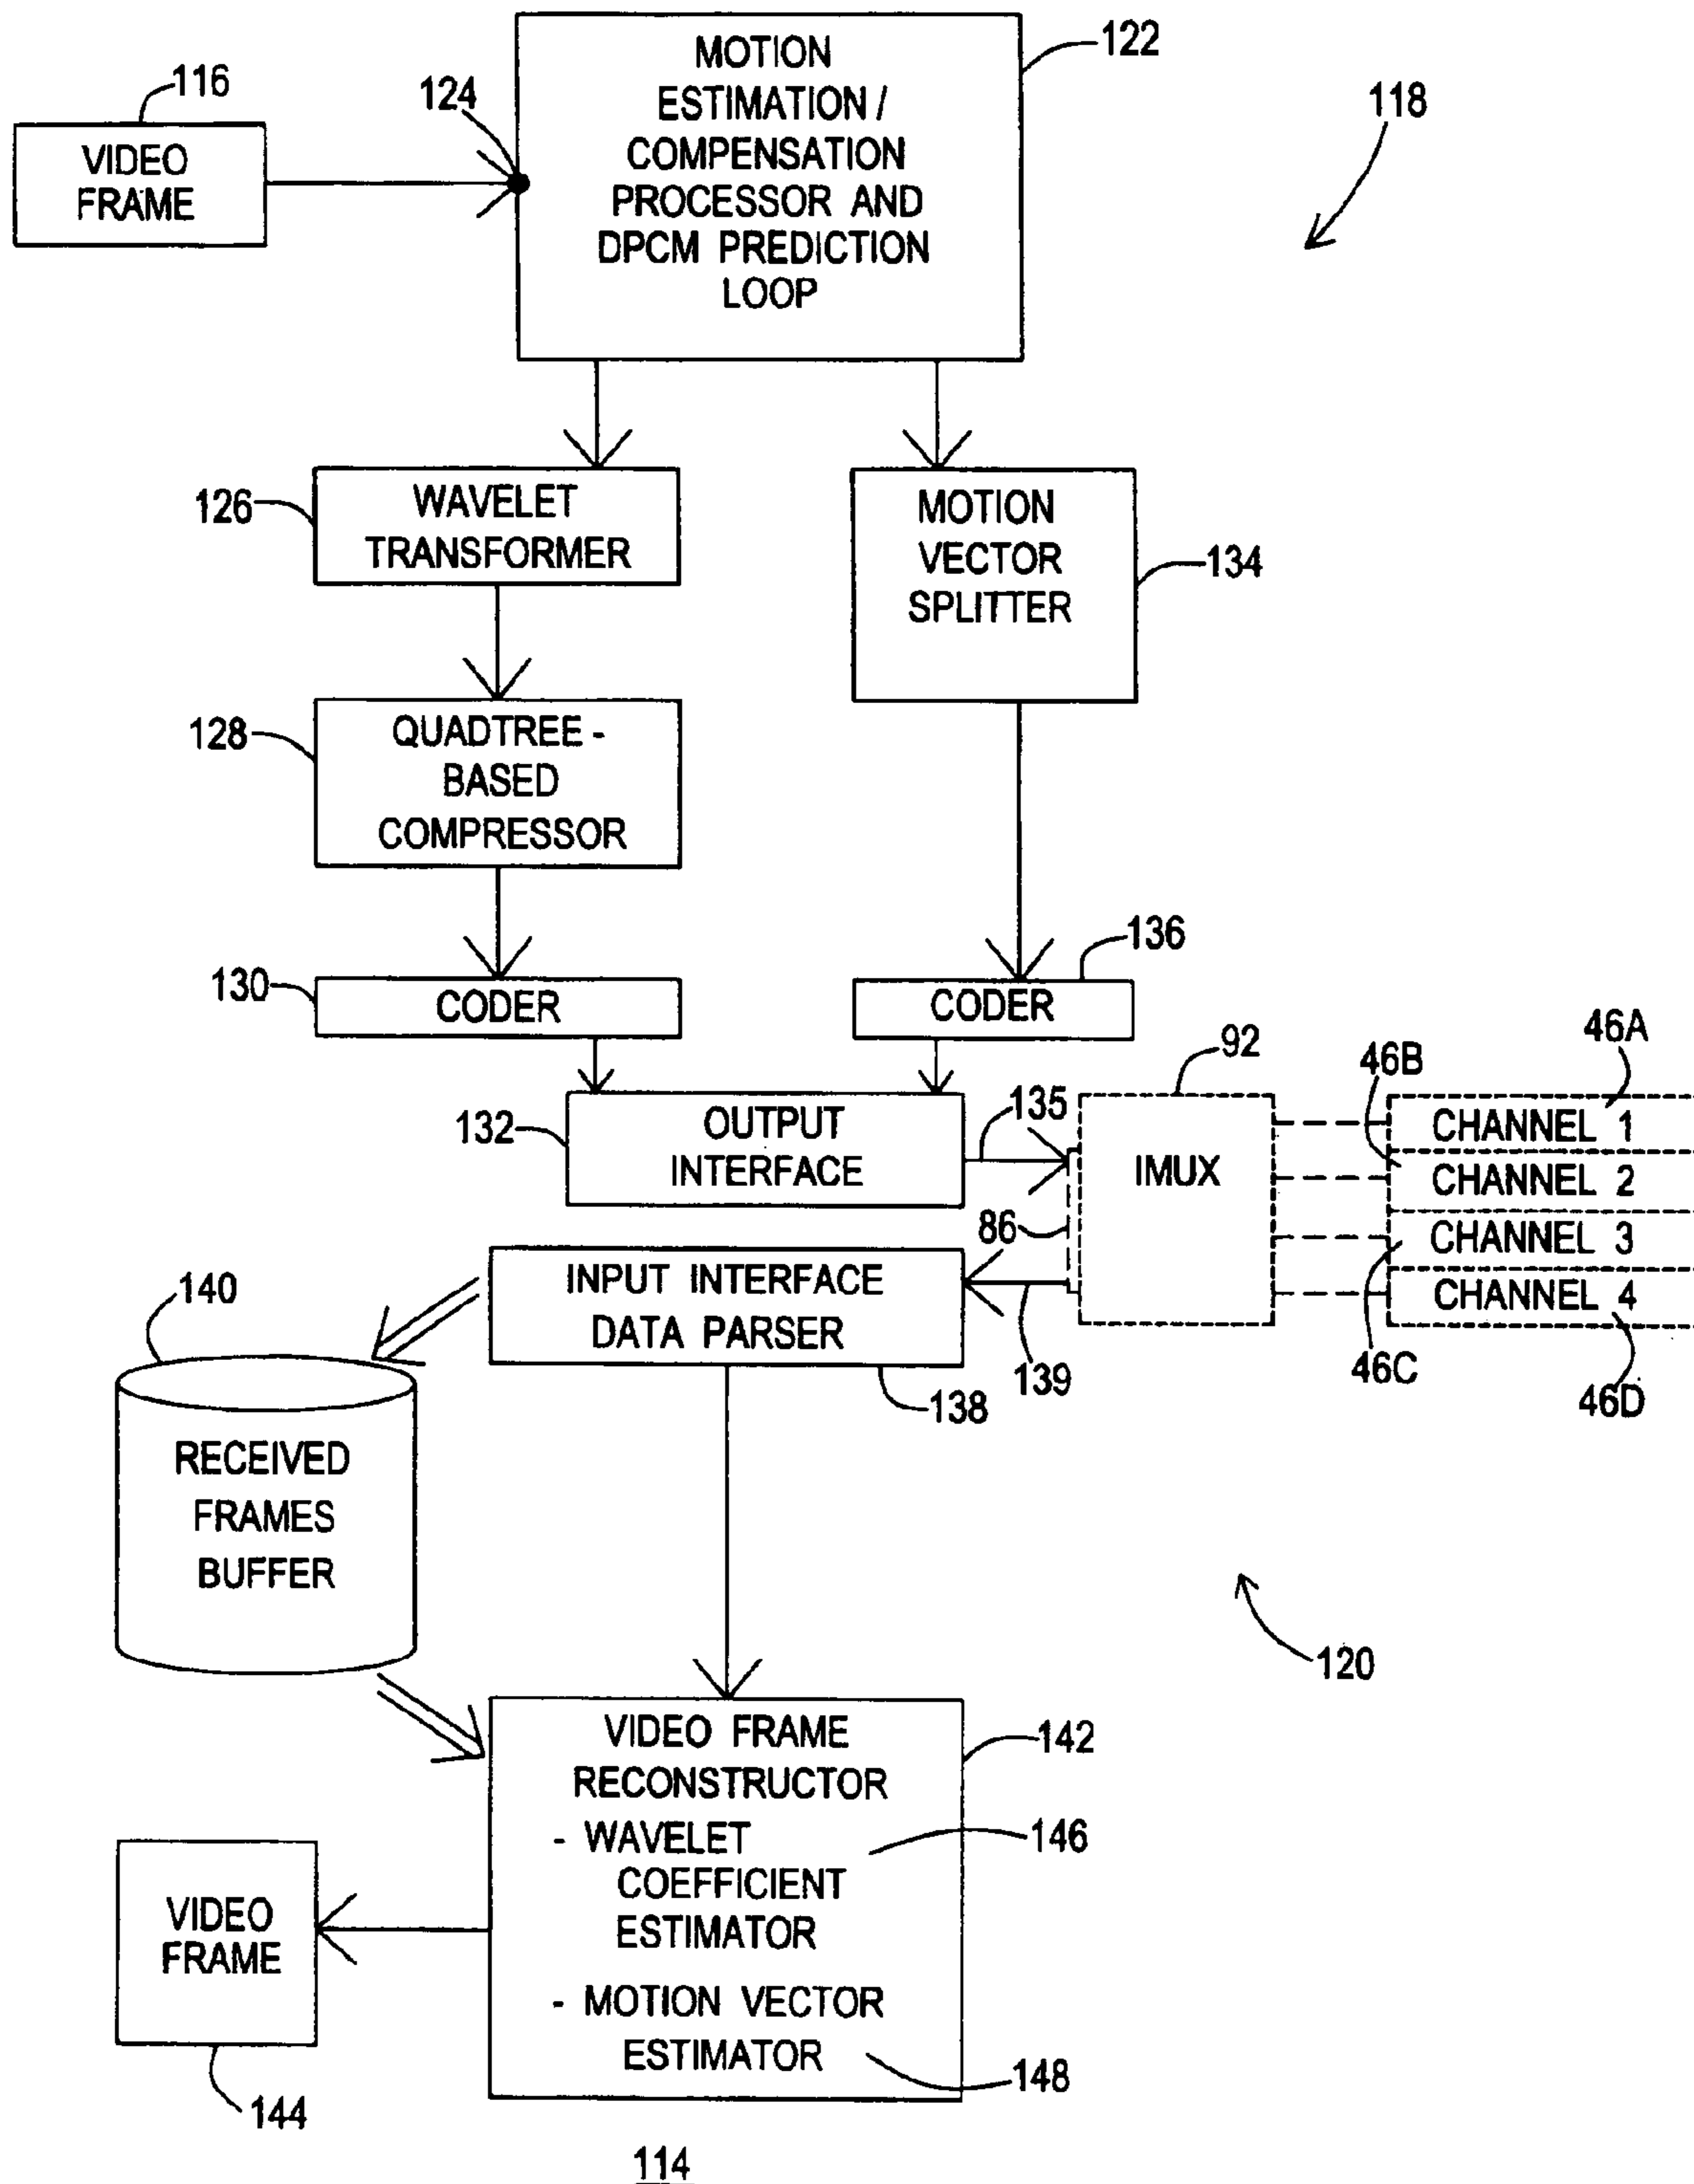 116
VIDEO
FRAME
124
MOTION
ESTIMATION /
COMPENSATION
PROCESSOR AND
DPCM PREDICTION
LOOP
122
118
126
WAVELET
TRANSFORMER
MOTION
VECTOR
SPLITTER
134
128
QUADTREE -
BASED
COMPRESSOR
130
CODER
136
CODER
132
OUTPUT
INTERFACE
135
92
IMUX
86
46B
46A
CHANNEL 1
CHANNEL 2
CHANNEL 3
CHANNEL 4
46C
46D
INPUT INTERFACE
DATA PARSER
139
138
140
RECEIVED
FRAMES
BUFFER
120
VIDEO FRAME
RECONSTRUCTOR
- WAVELET
COEFFICIENT
ESTIMATOR
- MOTION VECTOR
ESTIMATOR
142
146
148
VIDEO
FRAME
144
114